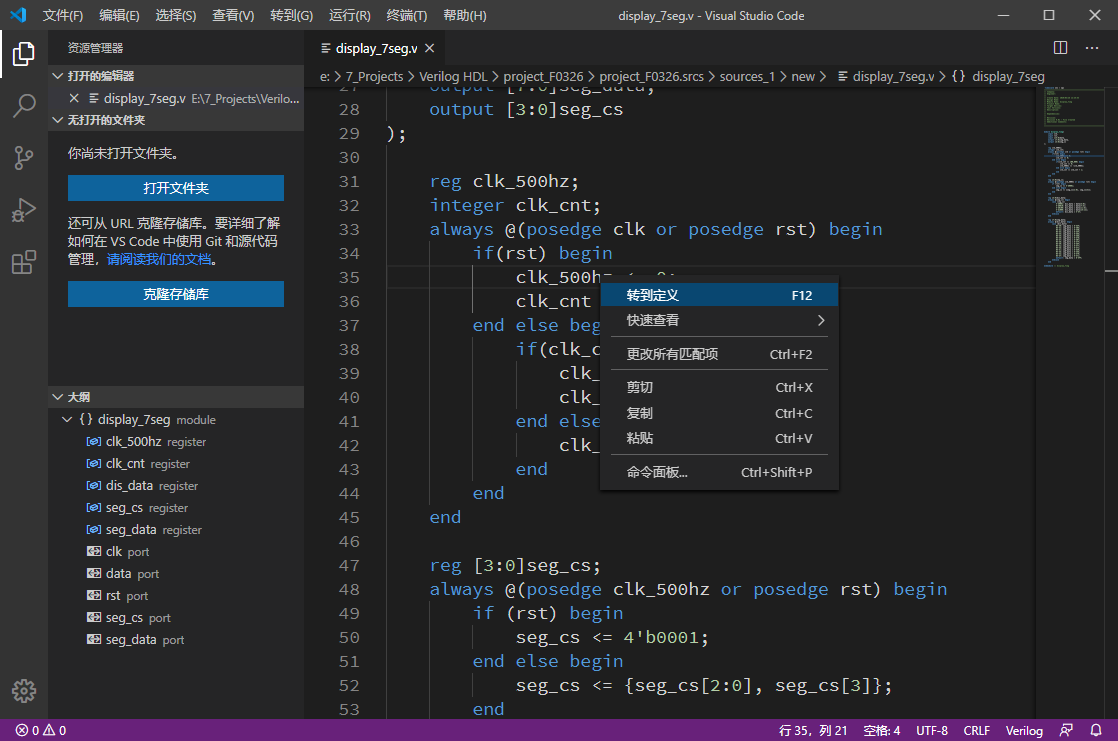 文件(F) 编辑(E) 选择(S) 查看(V) 转到(G) 运行(R) 终端(T) 帮助(H) display_7seg.v - Visual Studio Code
资源管理器
打开的编辑器
display_7seg.v E:\7_Projects\Verilo...
无打开的文件夹
你尚未打开文件夹。
打开文件夹
还可从 URL 克隆存储库。要详细了解
如何在 VS Code 中使用 Git 和源代码
管理，请阅读我们的文档。
克隆存储库
大纲
{} display_7seg module
clk_500hz register
clk_cnt register
dis_data register
seg_cs register
seg_data register
clk port
data port
rst port
seg_cs port
seg_data port
display_7seg.v
e: > 7_Projects > Verilog HDL > project_F0326 > project_F0326.srcs > sources_1 > new > display_7seg.v > {} display_7seg
27 output [7:0]seg_data,
28 output [3:0]seg_cs
29 );
30
31 reg clk_500hz;
32 integer clk_cnt;
33 always @(posedge clk or posedge rst) begin
34 if(rst) begin
35 clk_500hz <= 0;
36 clk_cnt
37 end else beg
38 if(clk_c
39 clk_
40 clk_
41 end else
42 clk_
43 end
44 end
45 end
46
47 reg [3:0]seg_cs;
48 always @(posedge clk_500hz or posedge rst) begin
49 if (rst) begin
50 seg_cs <= 4'b0001;
51 end else begin
52 seg_cs <= {seg_cs[2:0], seg_cs[3]};
53 end
转到定义 F12
快速查看
更改所有匹配项 Ctrl+F2
剪切 Ctrl+X
复制 Ctrl+C
粘贴 Ctrl+V
命令面板... Ctrl+Shift+P
0 0 行 35，列 21 空格: 4 UTF-8 CRLF Verilog